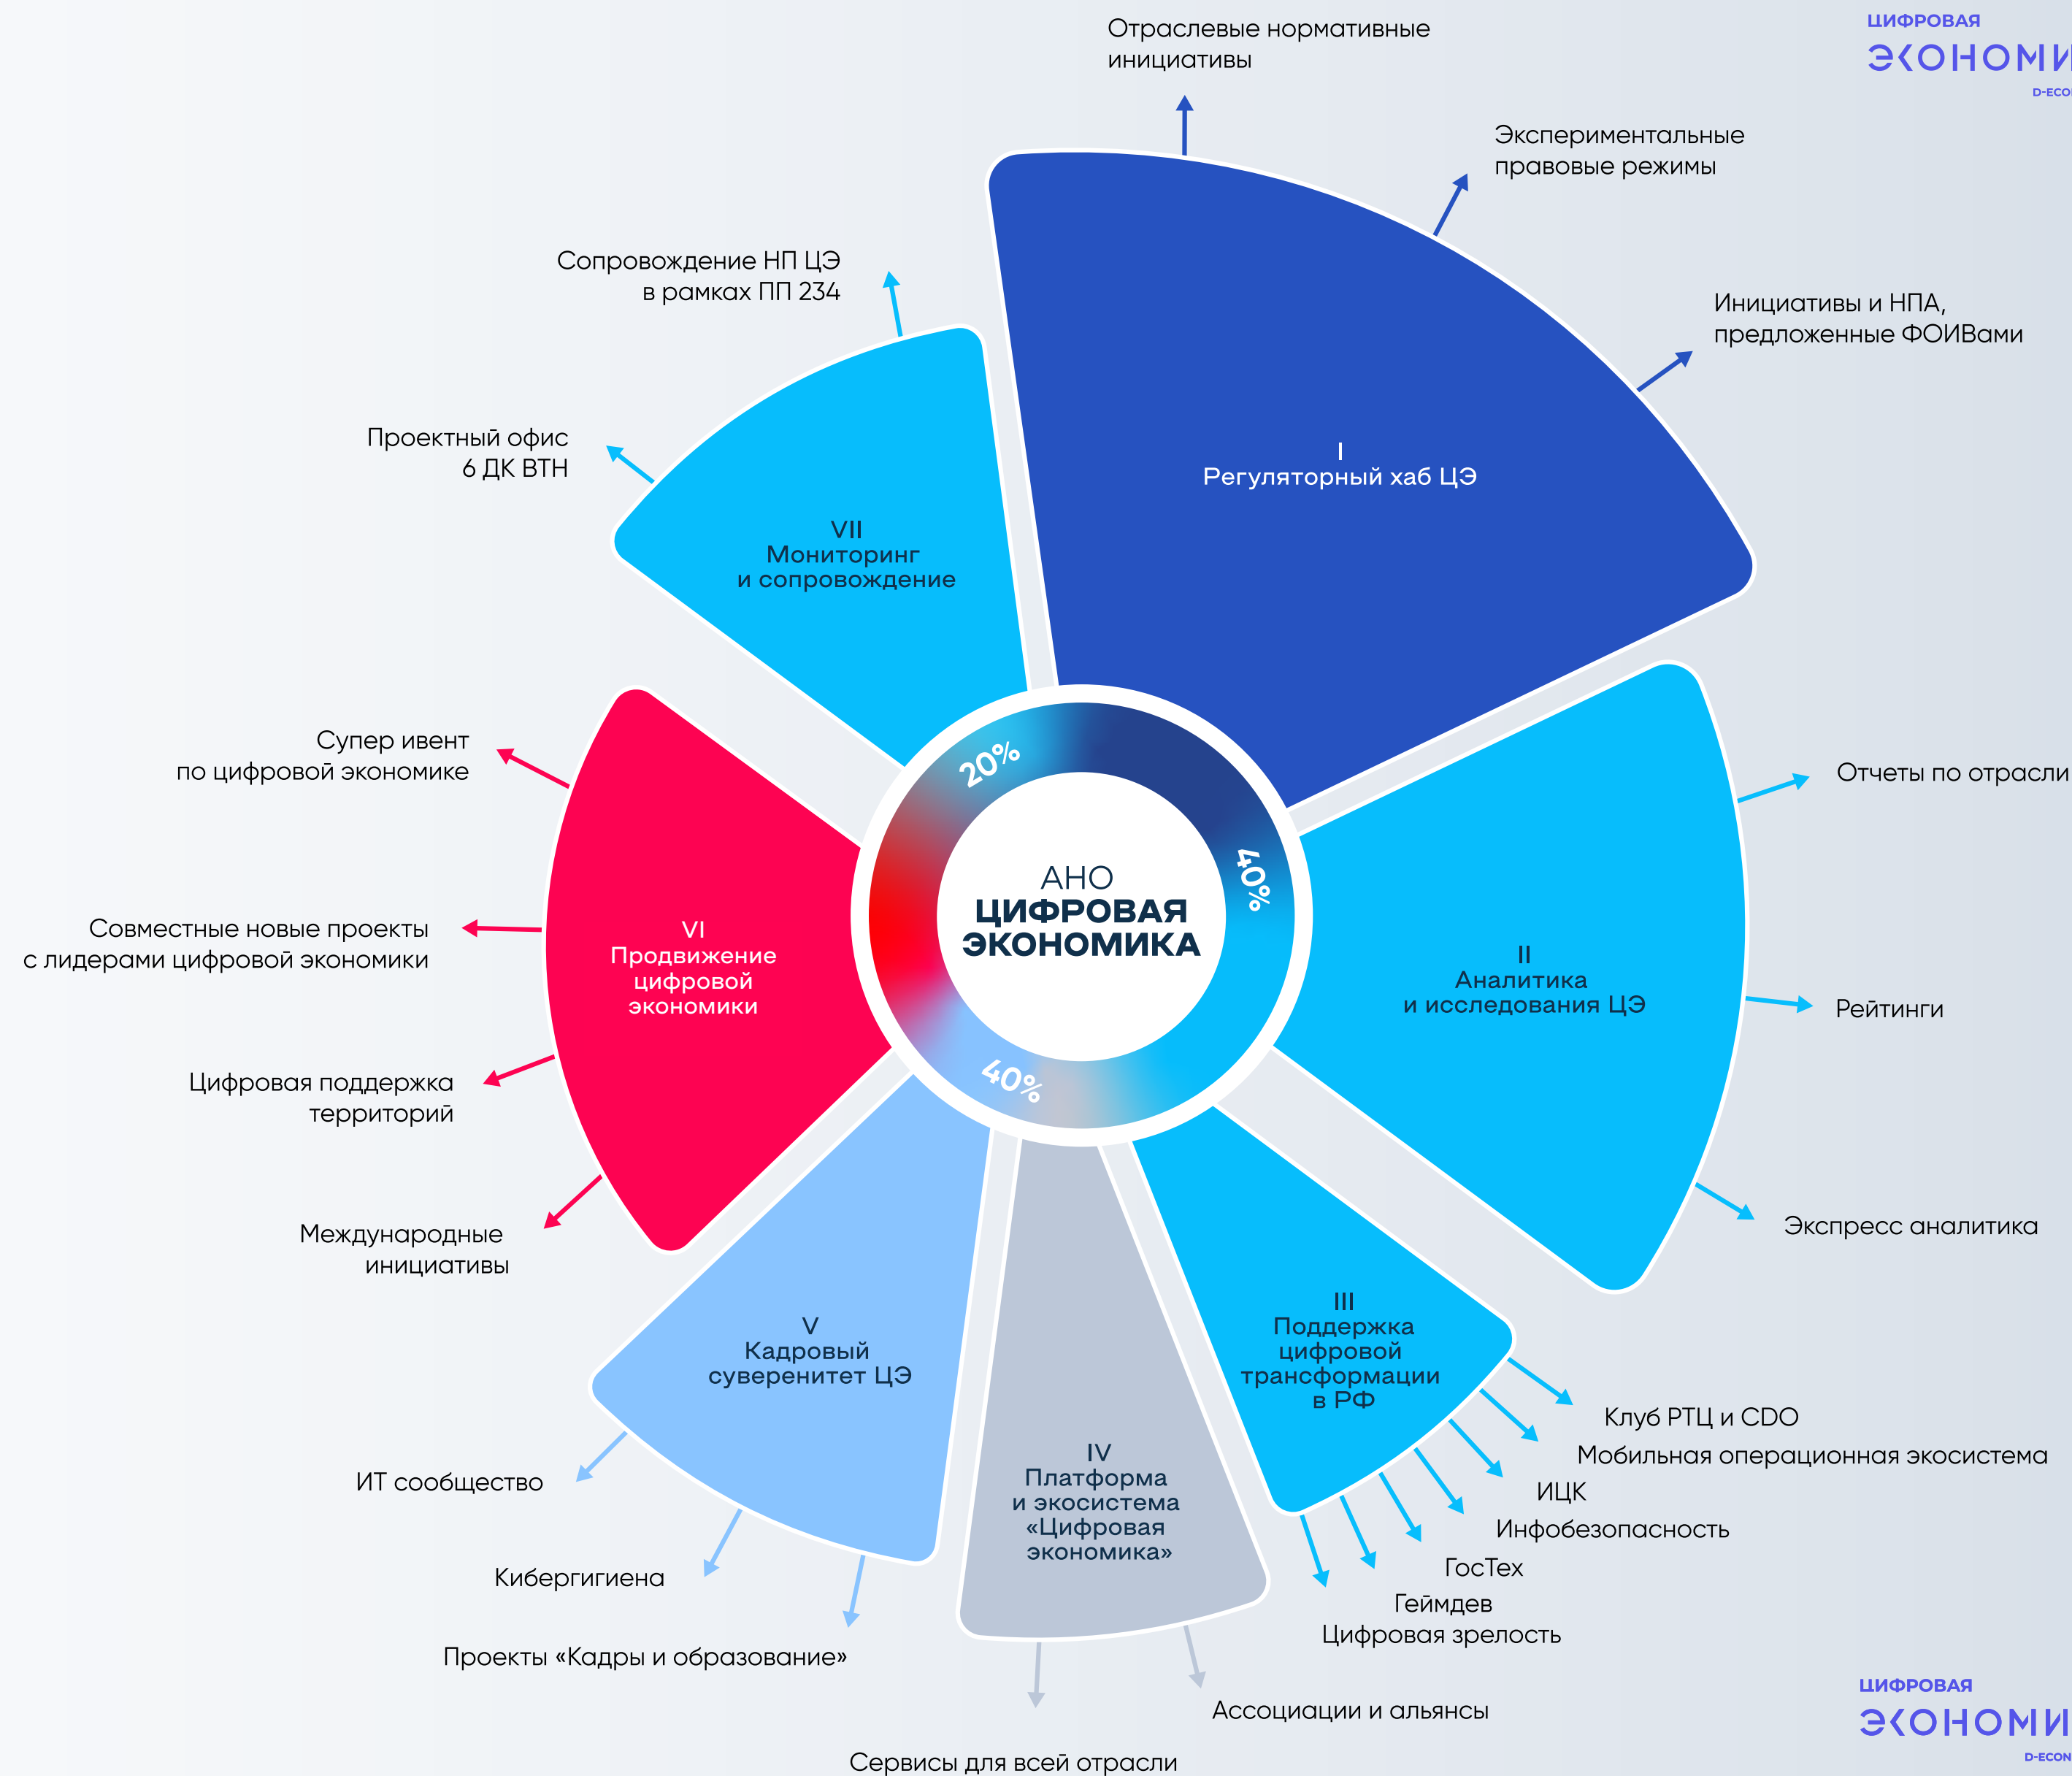 ЦИФРОВАЯ
Отраслевые нормативные
инициативы
Экспериментальные
правовые режимы
Сопровождение НП ЦЭ
в рамках ПП 234
Инициативы и НПА,
предложенные ФОИВами
Проектный офис
6 ДК ВТН
I
Регуляторный хаб ЦЭ
VII
Мониторинг
и сопровождение
Супер ивент
по цифровой экономике
20%
Отчеты по отрасли
40%
АНО
ЦИФРОВАЯ
ЭКОНОМИКА
Совместные новые проекты
с лидерами цифровой экономики
VI
Продвижение
цифровой
экономики
II
Аналитика
и исследования ЦЭ
Рейтинги
Цифровая поддержка
территорий
40%
Международные
инициативы
Экспресс аналитика
V
Кадровый
суверенитет ЦЭ
III
Поддержка
цифровой
трансформации
в РФ
Клуб РТЦ и CDO
Мобильная операционная экосистема
ИЦК
Инфобезопасность
ГосТех
Геймдев
Цифровая зрелость
IV
Платформа
и экосистема
«Цифровая
экономика»
ИТ сообщество
Кибергигиена
Проекты «Кадры и образование»
Ассоциации и альянсы
Сервисы для всей отрасли
ЦИФРОВАЯ